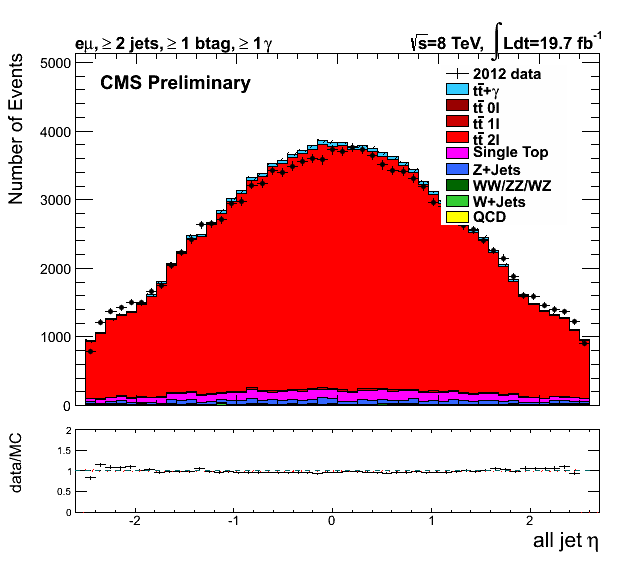 eμ, ≥ 2 jets, ≥ 1 btag, ≥ 1 γ
√s=8 TeV, ∫ Ldt=19.7 fb⁻¹
CMS Preliminary
Number of Events
5000
4000
3000
2000
1000
0
2012 data
tt̄+γ
tt̄ 0l
tt̄ 1l
tt̄ 2l
Single Top
Z+Jets
WW/ZZ/WZ
W+Jets
QCD
data/MC
2
1.5
1
0.5
0
-2 -1 0 1 2
all jet η